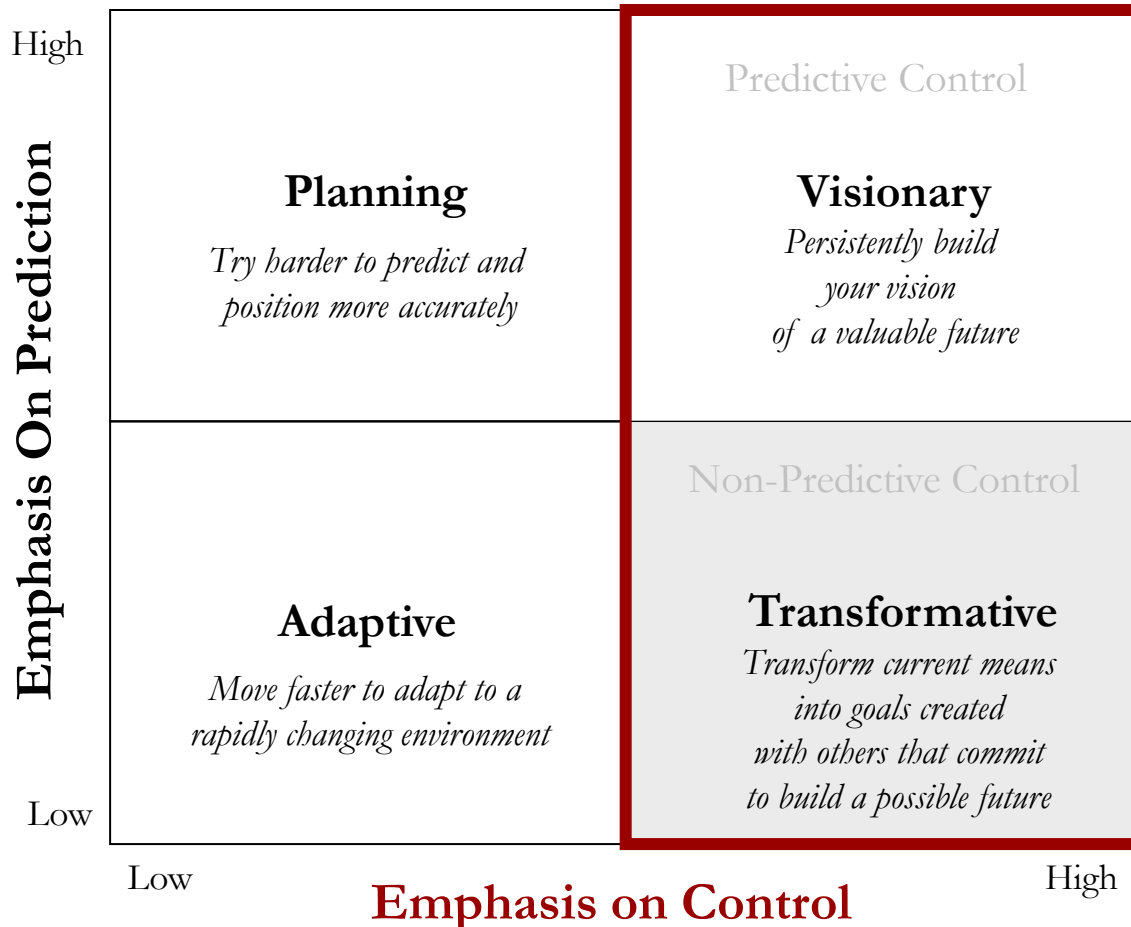 High
Emphasis On Prediction
Predictive Control
Planning
Try harder to predict and
position more accurately
Visionary
Persistently build
your vision
of a valuable future
Non-Predictive Control
Adaptive
Move faster to adapt to a
rapidly changing environment
Transformative
Transform current means
into goals created
with others that commit
to build a possible future
Low
Low
High
Emphasis on Control